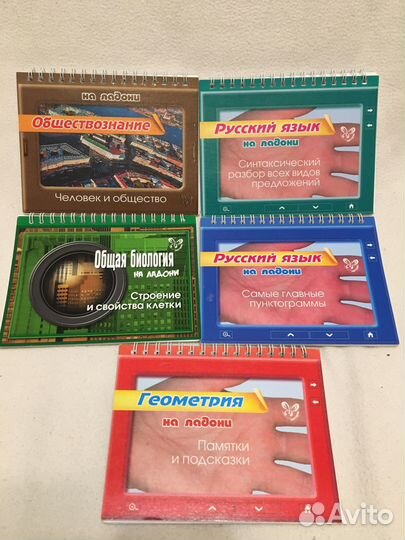 на ладони
Обществознание
Человек и общество
Русский язык
на ладони
Синтаксический
разбор всех видов
предложений
Общая биология
на ладони
Строение
и свойства клетки
Русский язык
на ладони
Самые главные
пунктограммы
Геометрия
на ладони
Памятки
и подсказки
Avito